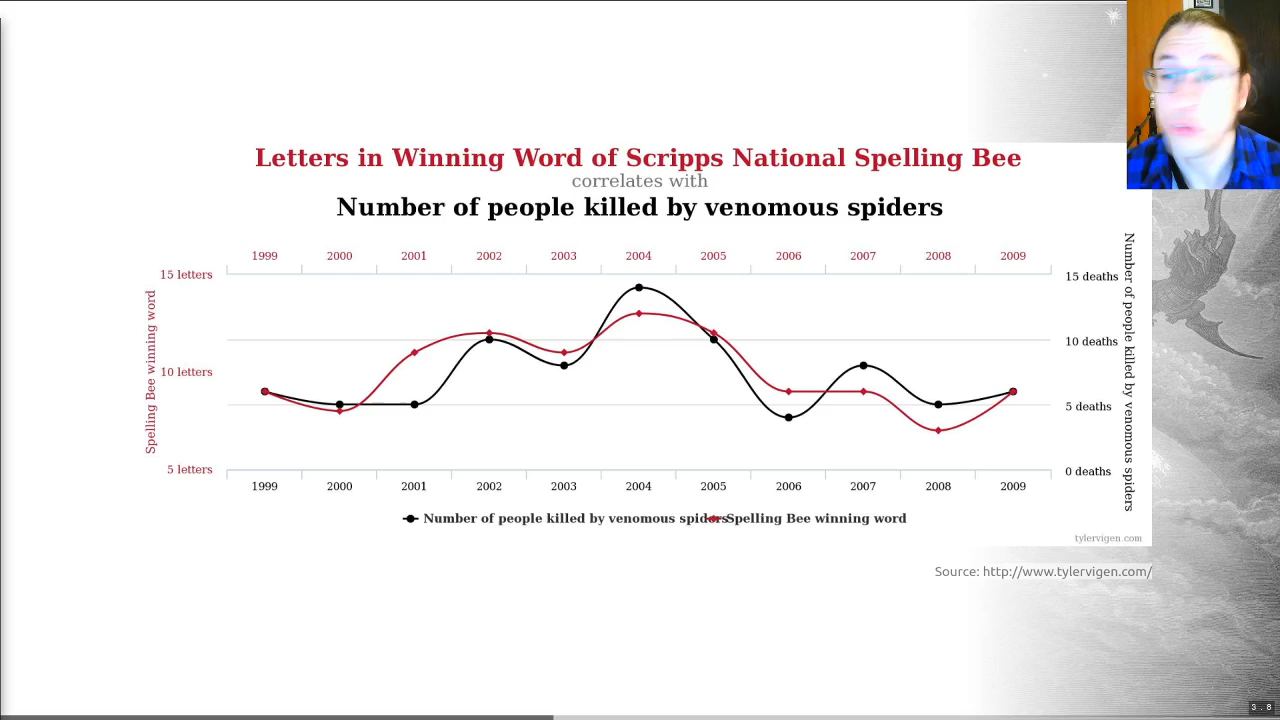 Letters in Winning Word of Scripps National Spelling Bee
correlates with
Number of people killed by venomous spiders
1999 2000 2001 2002 2003 2004 2005 2006 2007 2008 2009
15 letters
10 letters
5 letters
Spelling Bee winning word
15 deaths
10 deaths
5 deaths
0 deaths
Number of people killed by venomous spiders
1999 2000 2001 2002 2003 2004 2005 2006 2007 2008 2009
Number of people killed by venomous spiders Spelling Bee winning word
tylervigen.com
Source: http://www.tylervigen.com/
3 . 8